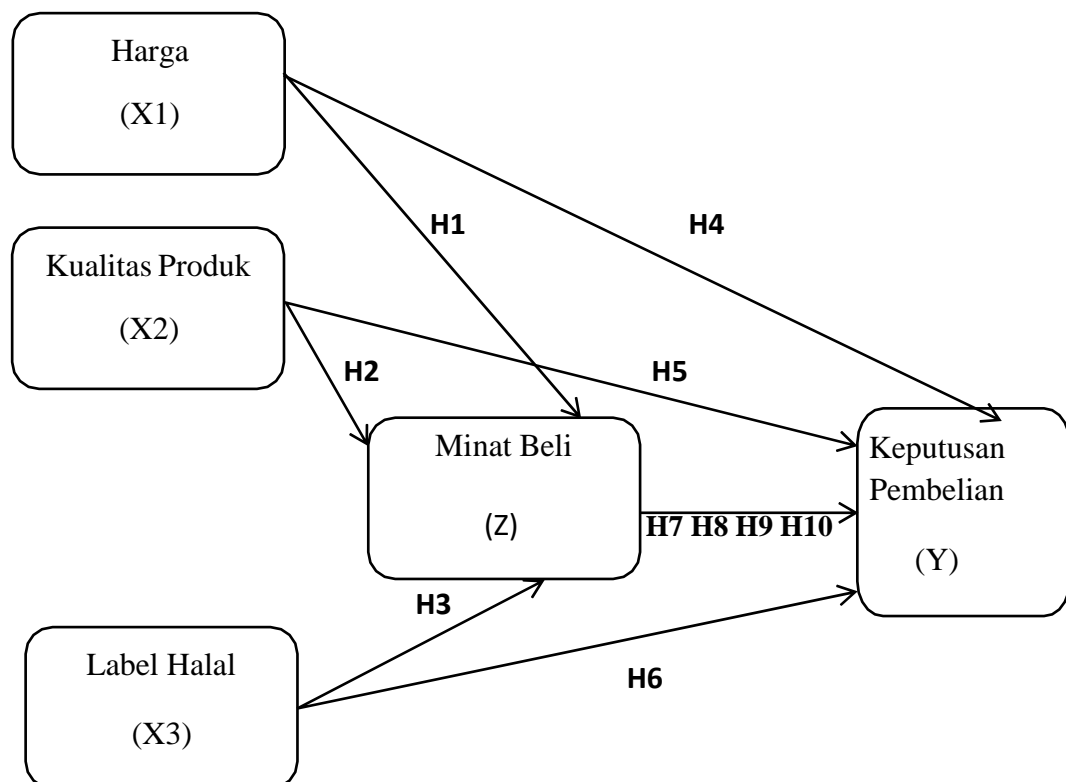 Harga
(X1)
H1
H4
Kualitas Produk
(X2)
H2
H5
Minat Beli
(Z)
Keputusan
Pembelian
(Y)
H7 H8 H9 H10
H3
Label Halal
(X3)
H6